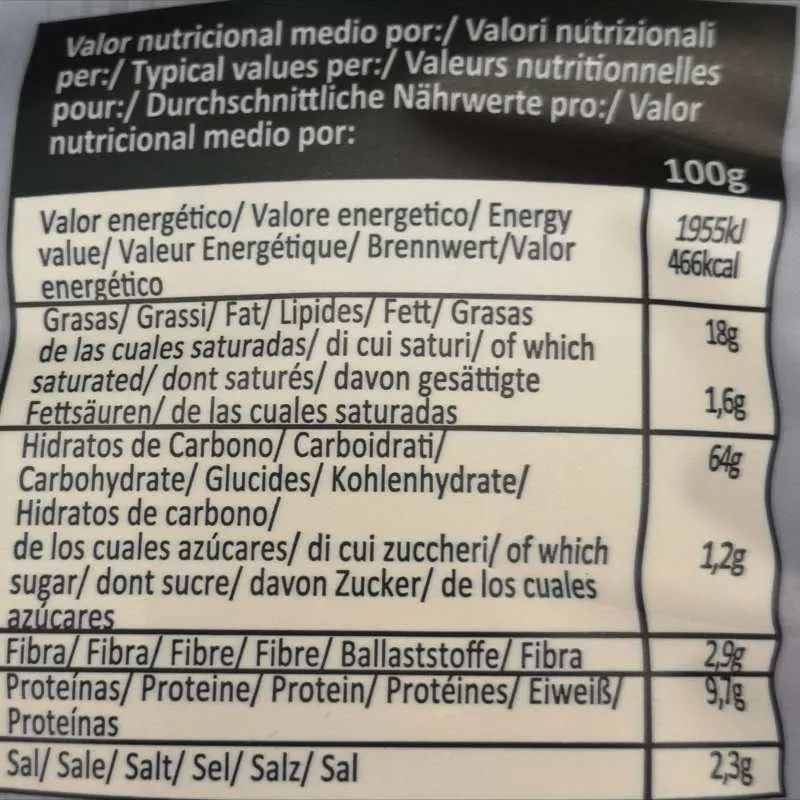 Valor nutricional medio por:/ Valori nutrizionali
per:/ Typical values per:/ Valeurs nutritionnelles
pour:/ Durchschnittliche Nährwerte pro:/ Valor
nutricional medio por:
100g
Valor energético/ Valore energetico/ Energy
value/ Valeur Energétique/ Brennwert/Valor
energético
1955kJ
466kcal
Grasas/ Grassi/ Fat/ Lipides/ Fett/ Grasas
18g
de las cuales saturadas/ di cui saturi/ of which
saturated/ dont saturés/ davon gesättigte
Fettsäuren/ de las cuales saturadas
1,6g
Hidratos de Carbono/ Carboidrati/
Carbohydrate/ Glucides/ Kohlenhydrate/
Hidratos de carbono/
64g
de los cuales azúcares/ di cui zuccheri/ of which
sugar/ dont sucre/ davon Zucker/ de los cuales
azúcares
1,2g
Fibra/ Fibra/ Fibre/ Fibre/ Ballaststoffe/ Fibra
2,9g
Proteínas/ Proteine/ Protein/ Protéines/ Eiweiß/
Proteínas
9,7g
Sal/ Sale/ Salt/ Sel/ Salz/ Sal
2,3g